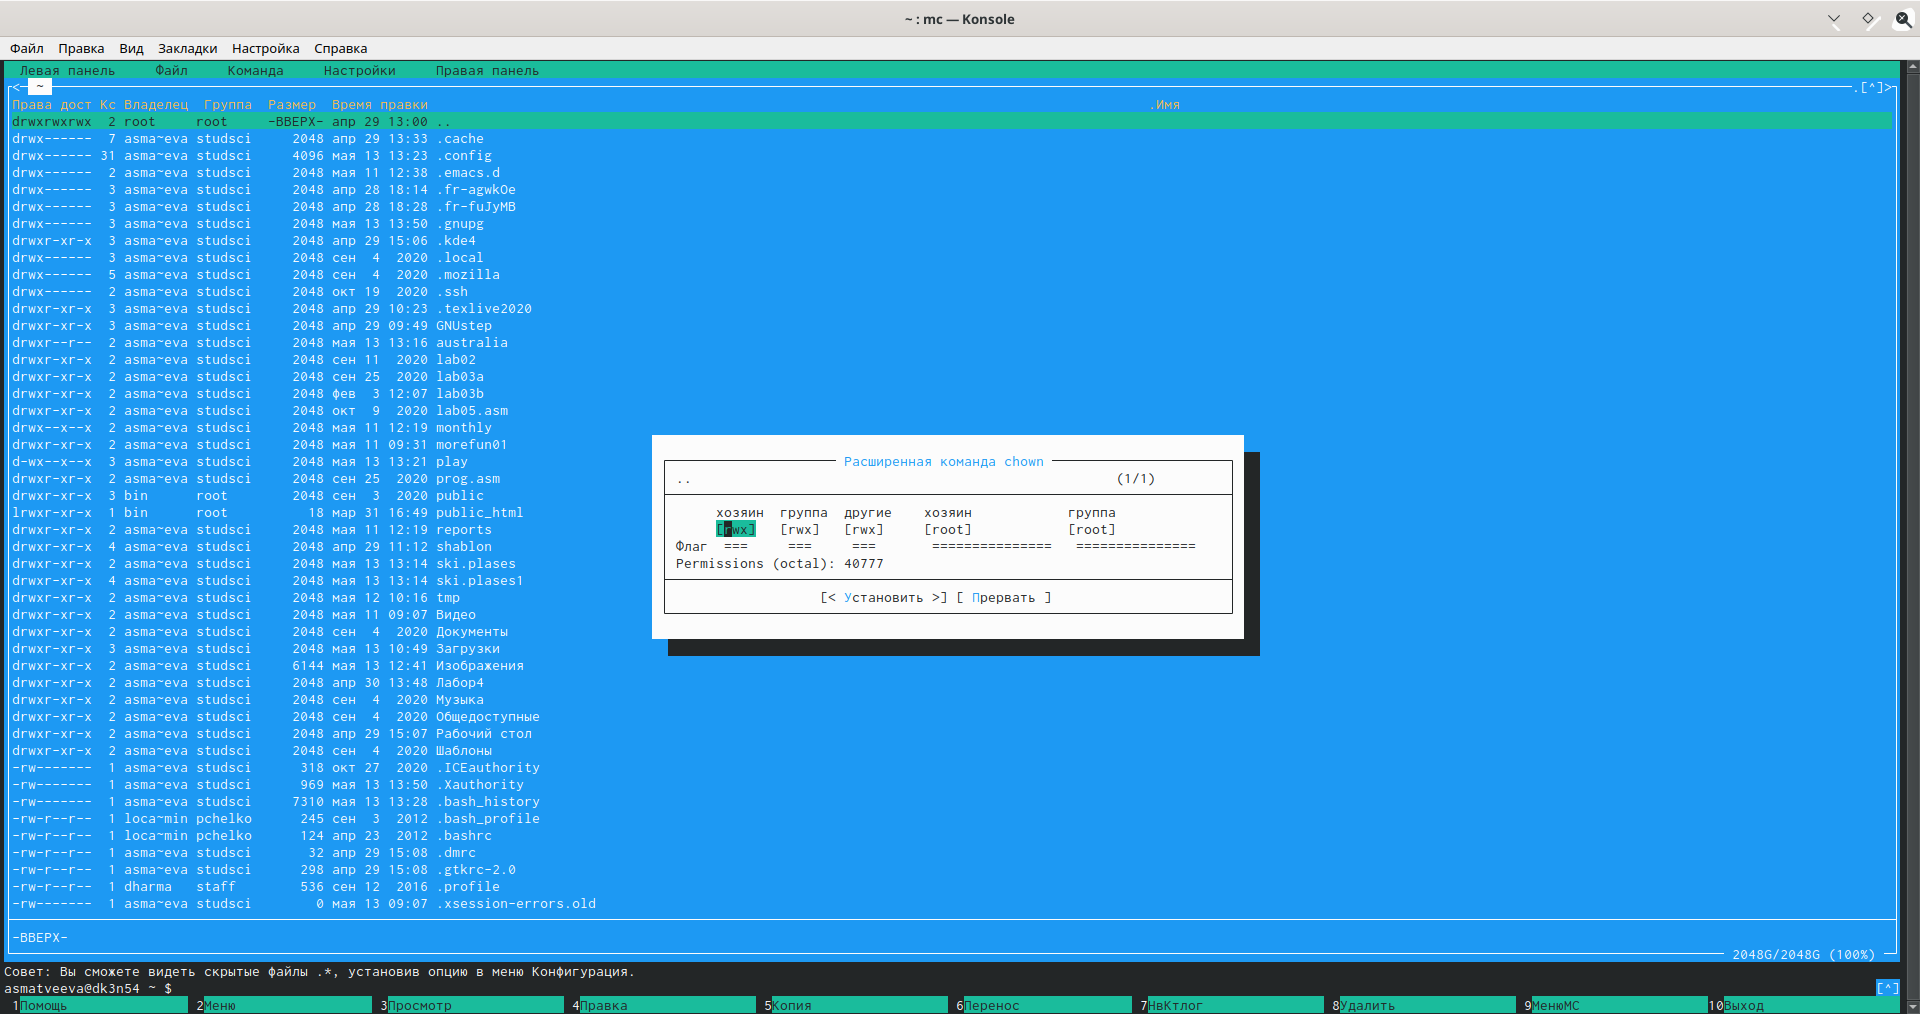 ~ : mc — Konsole
Файл Правка Вид Закладки Настройка Справка
Левая панель Файл Команда Настройки Правая панель
<─ ~ .[^]>
Права дост Кс Владелец Группа Размер Время правки .Имя
drwxrwxrwx 2 root root -ВВЕРХ- апр 29 13:00 ..
drwx------ 7 asma~eva studsci 2048 апр 29 13:33 .cache
drwx------ 31 asma~eva studsci 4096 мая 13 13:23 .config
drwx------ 2 asma~eva studsci 2048 мая 11 12:38 .emacs.d
drwx------ 3 asma~eva studsci 2048 апр 28 18:14 .fr-agwkOe
drwx------ 3 asma~eva studsci 2048 апр 28 18:28 .fr-fuJyMB
drwx------ 3 asma~eva studsci 2048 мая 13 13:50 .gnupg
drwxr-xr-x 3 asma~eva studsci 2048 апр 29 15:06 .kde4
drwx------ 3 asma~eva studsci 2048 сен 4 2020 .local
drwx------ 5 asma~eva studsci 2048 сен 4 2020 .mozilla
drwx------ 2 asma~eva studsci 2048 окт 19 2020 .ssh
drwxr-xr-x 3 asma~eva studsci 2048 апр 29 10:23 .texlive2020
drwxr-xr-x 3 asma~eva studsci 2048 апр 29 09:49 GNUstep
drwxr--r-- 2 asma~eva studsci 2048 мая 13 13:16 australia
drwxr-xr-x 2 asma~eva studsci 2048 сен 11 2020 lab02
drwxr-xr-x 2 asma~eva studsci 2048 сен 25 2020 lab03a
drwxr-xr-x 2 asma~eva studsci 2048 фев 3 12:07 lab03b
drwxr-xr-x 2 asma~eva studsci 2048 окт 9 2020 lab05.asm
drwx--x--x 2 asma~eva studsci 2048 мая 11 12:19 monthly
drwxr-xr-x 2 asma~eva studsci 2048 мая 11 09:31 morefun01
d-wx--x--x 3 asma~eva studsci 2048 мая 13 13:21 play
drwxr-xr-x 2 asma~eva studsci 2048 сен 25 2020 prog.asm
drwxr-xr-x 3 bin root 2048 сен 3 2020 public
lrwxr-xr-x 1 bin root 18 мар 31 16:49 public_html
drwxr-xr-x 2 asma~eva studsci 2048 мая 11 12:19 reports
drwxr-xr-x 4 asma~eva studsci 2048 апр 29 11:12 shablon
drwxr-xr-x 2 asma~eva studsci 2048 мая 13 13:14 ski.plases
drwxr-xr-x 4 asma~eva studsci 2048 мая 13 13:14 ski.plases1
drwxr-xr-x 2 asma~eva studsci 2048 мая 12 10:16 tmp
drwxr-xr-x 2 asma~eva studsci 2048 мая 11 09:07 Видео
drwxr-xr-x 2 asma~eva studsci 2048 сен 4 2020 Документы
drwxr-xr-x 3 asma~eva studsci 2048 мая 13 10:49 Загрузки
drwxr-xr-x 2 asma~eva studsci 6144 мая 13 12:41 Изображения
drwxr-xr-x 2 asma~eva studsci 2048 апр 30 13:48 Лабор4
drwxr-xr-x 2 asma~eva studsci 2048 сен 4 2020 Музыка
drwxr-xr-x 2 asma~eva studsci 2048 сен 4 2020 Общедоступные
drwxr-xr-x 2 asma~eva studsci 2048 апр 29 15:07 Рабочий стол
drwxr-xr-x 2 asma~eva studsci 2048 сен 4 2020 Шаблоны
-rw------- 1 asma~eva studsci 318 окт 27 2020 .ICEauthority
-rw------- 1 asma~eva studsci 969 мая 13 13:50 .Xauthority
-rw------- 1 asma~eva studsci 7310 мая 13 13:28 .bash_history
-rw-r--r-- 1 loca~min pchelko 245 сен 3 2012 .bash_profile
-rw-r--r-- 1 loca~min pchelko 124 апр 23 2012 .bashrc
-rw-r--r-- 1 asma~eva studsci 32 апр 29 15:08 .dmrc
-rw-r--r-- 1 asma~eva studsci 298 апр 29 15:08 .gtkrc-2.0
-rw-r--r-- 1 dharma staff 536 сен 12 2016 .profile
-rw------- 1 asma~eva studsci 0 мая 13 09:07 .xsession-errors.old
-ВВЕРХ-
2048G/2048G (100%)
Расширенная команда chown
.. (1/1)
хозяин группа другие хозяин группа
[rwx] [rwx] [rwx] [root] [root]
Флаг === === === =============== ===============
Permissions (octal): 40777
[< Установить >] [ Прервать ]
Совет: Вы сможете видеть скрытые файлы .*, установив опцию в меню Конфигурация.
asmatveeva@dk3n54 ~ $ [^]
1Помощь 2Меню 3Просмотр 4Правка 5Копия 6Перенос 7НвКтлог 8Удалить 9МенюMC 10Выход